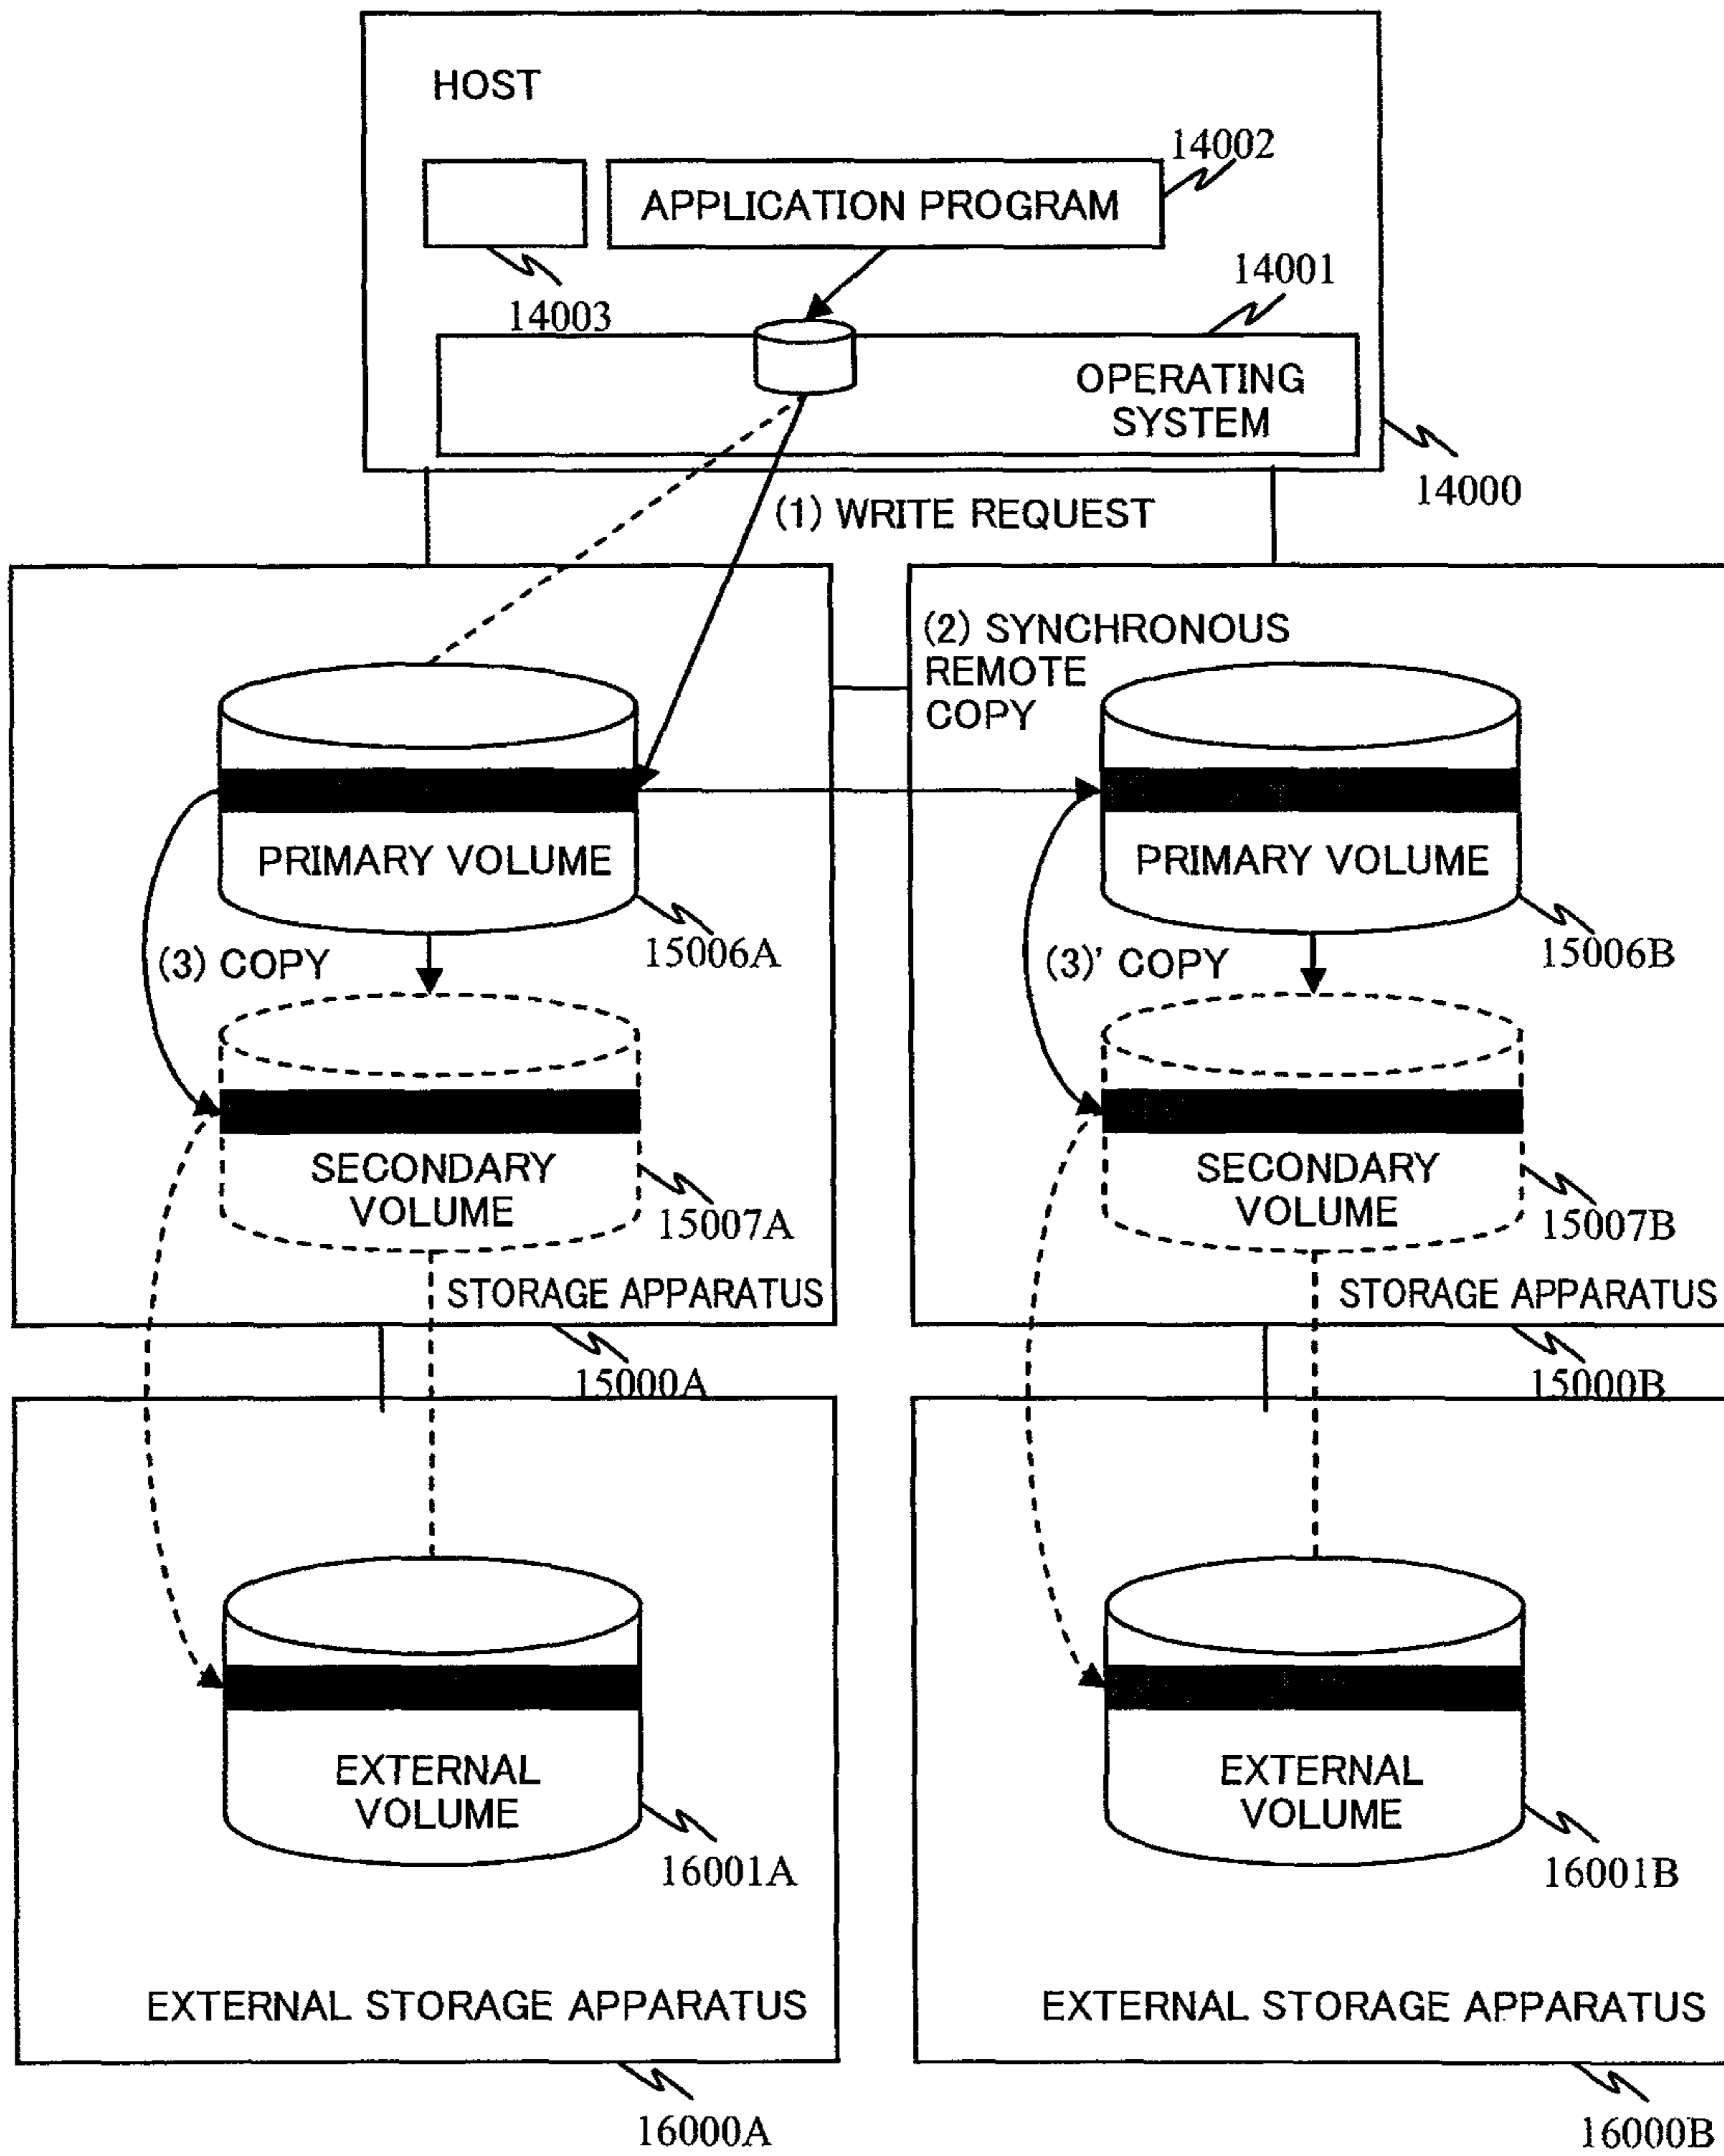 HOST
14002
APPLICATION PROGRAM
14001
14003
OPERATING
SYSTEM
14000
(1) WRITE REQUEST
(2) SYNCHRONOUS
REMOTE
COPY
PRIMARY VOLUME
PRIMARY VOLUME
15006A
15006B
(3) COPY
(3)' COPY
SECONDARY
VOLUME
SECONDARY
VOLUME
15007A
15007B
STORAGE APPARATUS
STORAGE APPARATUS
15000A
15000B
EXTERNAL
VOLUME
EXTERNAL
VOLUME
16001A
16001B
EXTERNAL STORAGE APPARATUS
EXTERNAL STORAGE APPARATUS
16000A
16000B